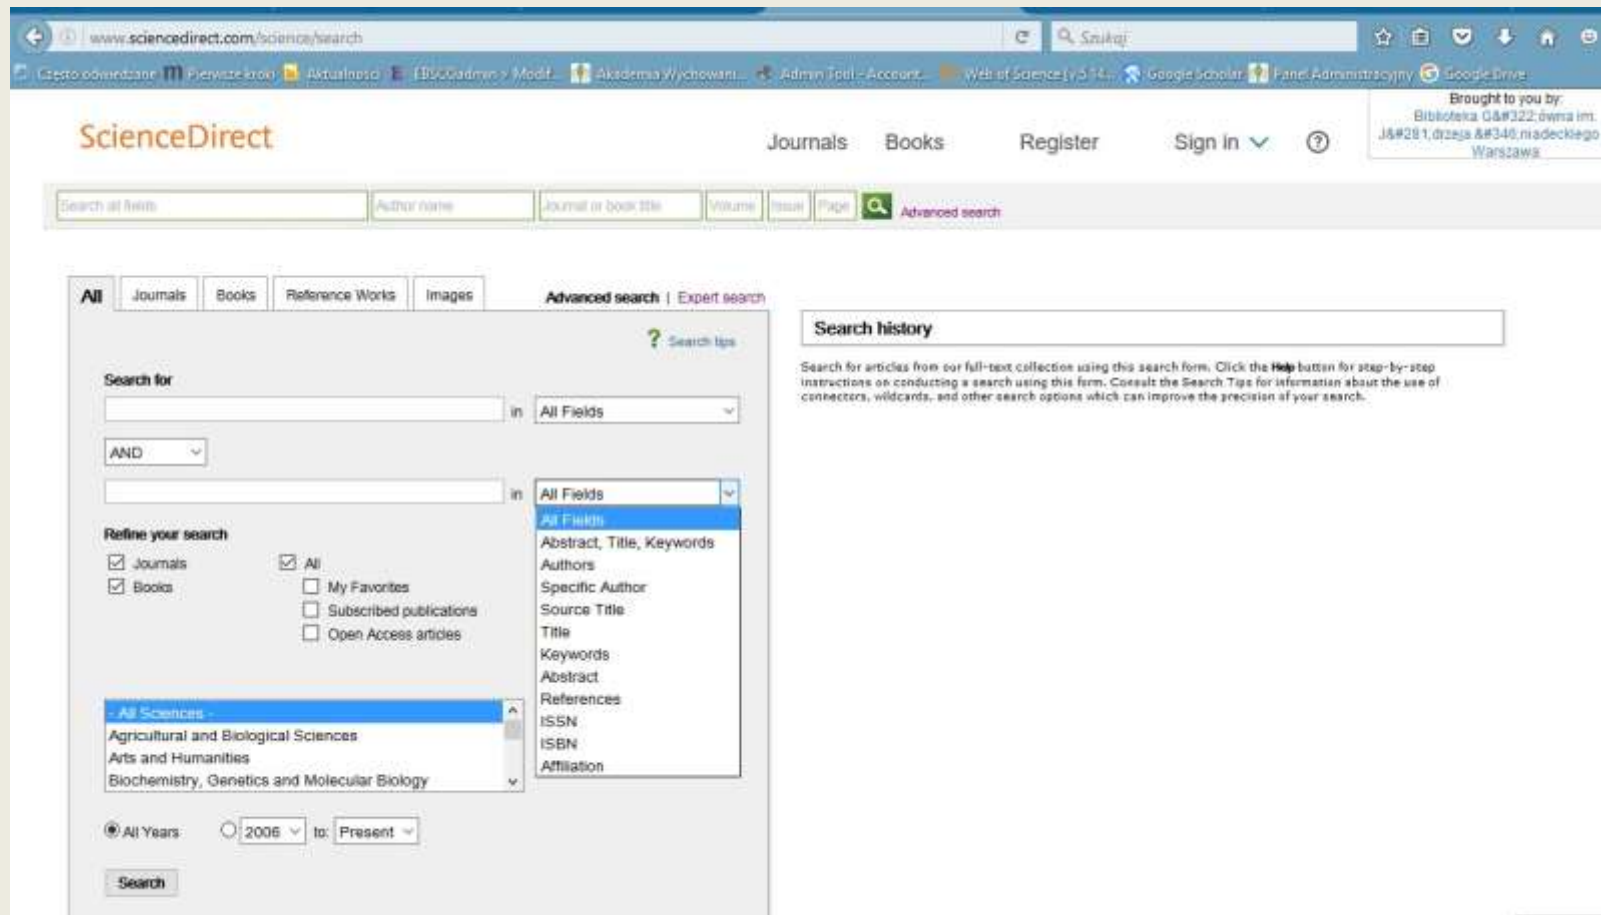 www.sciencedirect.com/science/search
Szukaj
Często odwiedzane Pierwsze kroki Aktualności EBSCOadmin > Modif... Akademia Wychowani... Admin Tool - Account... Web of Science [v.5.14... Google Scholar Panel Administracyjny Google Drive
Brought to you by:
Biblioteka G&#322;ówna im.
J&#281;drzeja &#346;niadeckiego
Warszawa
ScienceDirect
Journals Books Register Sign in ?
Search all fields Author name Journal or book title Volume Issue Page Advanced search
All Journals Books Reference Works Images Advanced search | Expert search
? Search tips
Search for
in All Fields
AND
in All Fields
All Fields
Abstract, Title, Keywords
Authors
Specific Author
Source Title
Title
Keywords
Abstract
References
ISSN
ISBN
Affiliation
Refine your search
Journals All
Books My Favorites
Subscribed publications
Open Access articles
- All Sciences -
Agricultural and Biological Sciences
Arts and Humanities
Biochemistry, Genetics and Molecular Biology
All Years 2006 to: Present
Search
Search history
Search for articles from our full-text collection using this search form. Click the Help button for step-by-step
instructions on conducting a search using this form. Consult the Search Tips for information about the use of
connectors, wildcards, and other search options which can improve the precision of your search.